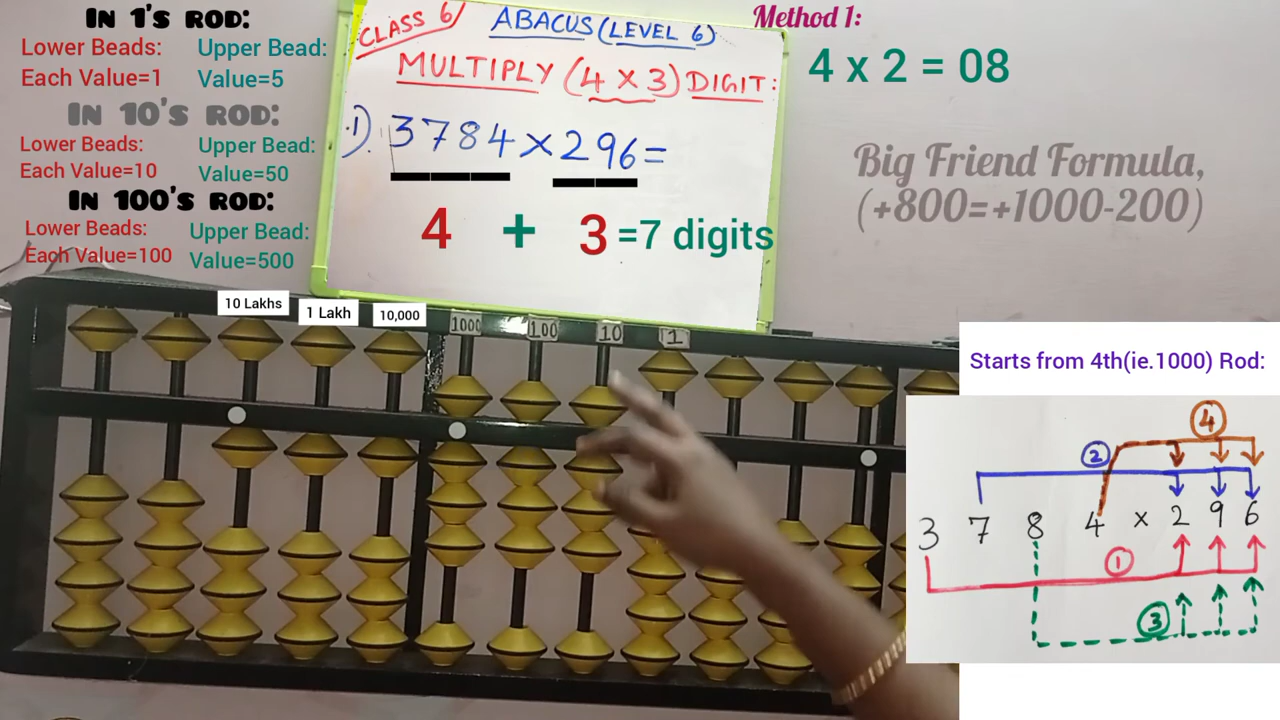 In 1's rod:
Lower Beads: Upper Bead:
Each Value=1 Value=5
In 10's rod:
Lower Beads: Upper Bead:
Each Value=10 Value=50
In 100's rod:
Lower Beads: Upper Bead:
Each Value=100 Value=500
CLASS 6/
ABACUS (LEVEL 6)
MULTIPLY (4 X 3) DIGIT:
1). 3784 X 296 =
4 + 3 =7 digits
Method 1:
4 x 2 = 08
Big Friend Formula,
(+800=+1000-200)
10 Lakhs 1 Lakh 10,000 1000 100 10 1
Starts from 4th(ie.1000) Rod:
4
2
3 7 8 4 x 2 9 6
1
3